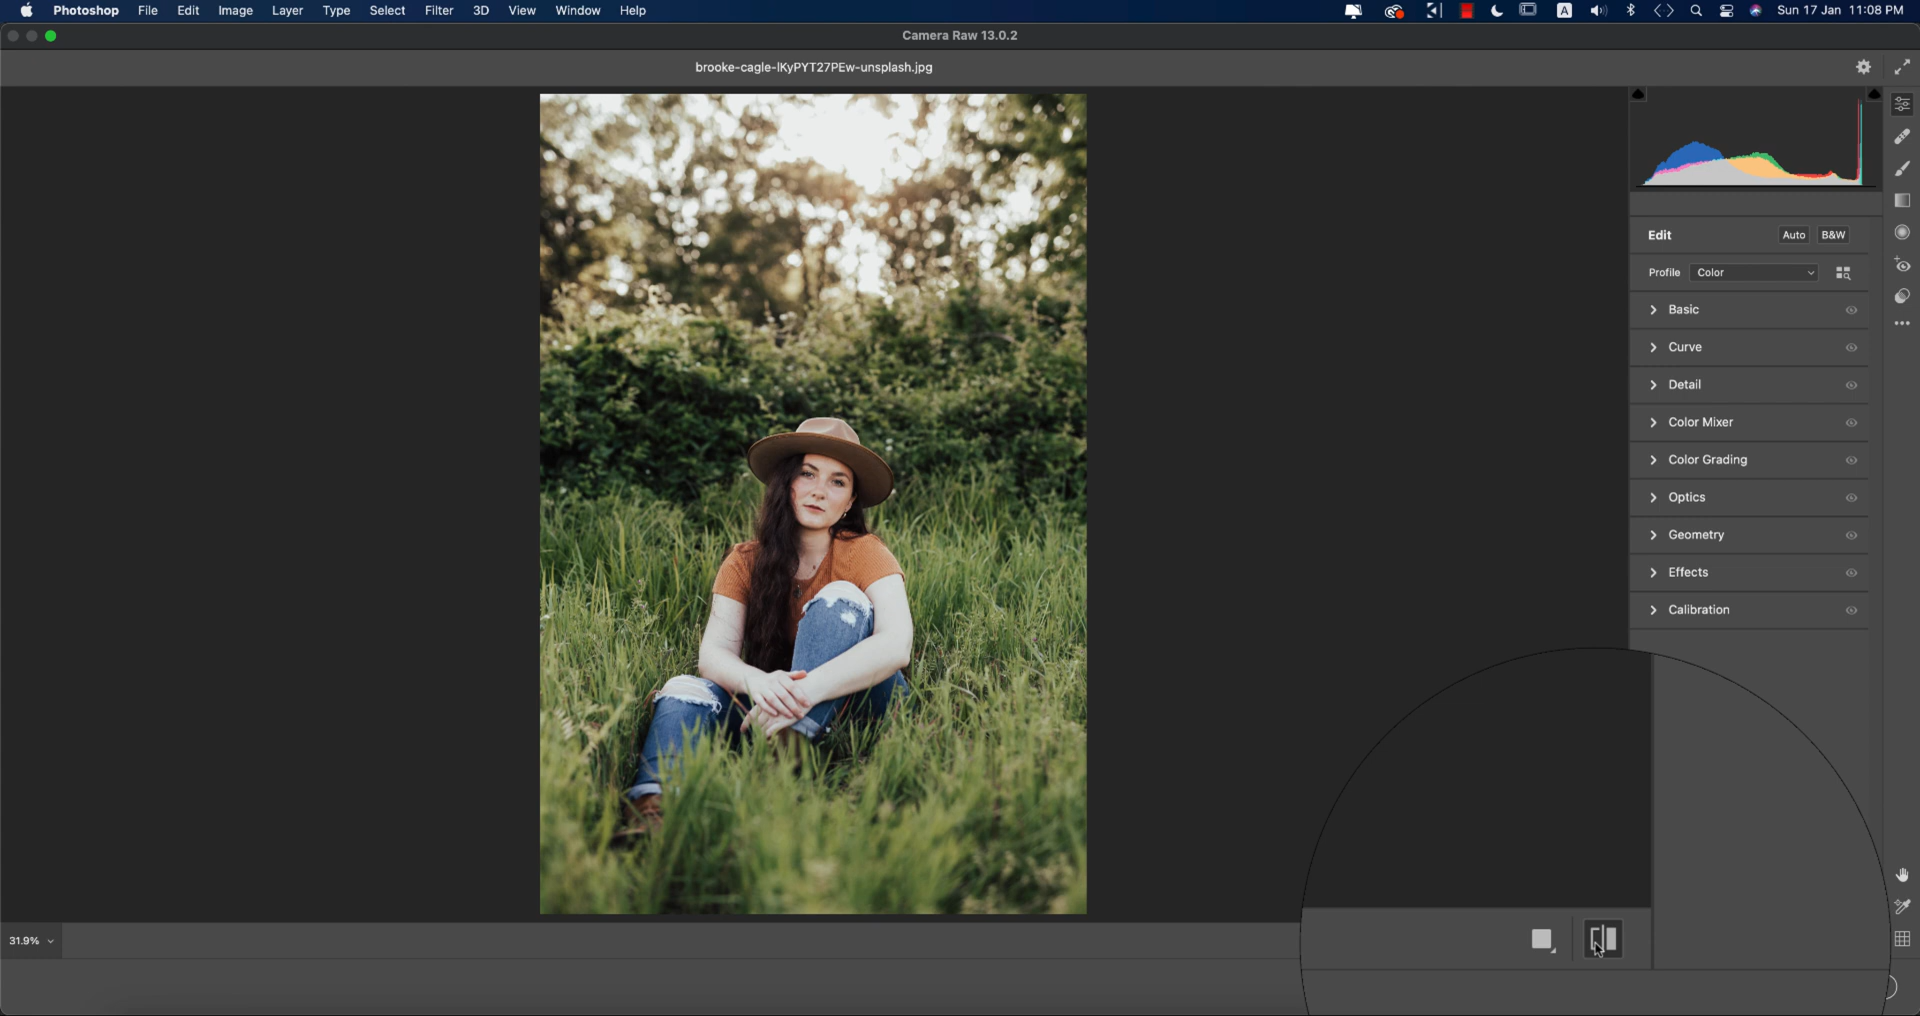 Photoshop File Edit Image Layer Type Select Filter 3D View Window Help A Sun 17 Jan 11:08 PM
Camera Raw 13.0.2
brooke-cagle-lKyPYT27PEw-unsplash.jpg
Edit Auto B&W
Profile Color
Basic
Curve
Detail
Color Mixer
Color Grading
Optics
Geometry
Effects
Calibration
31.9%